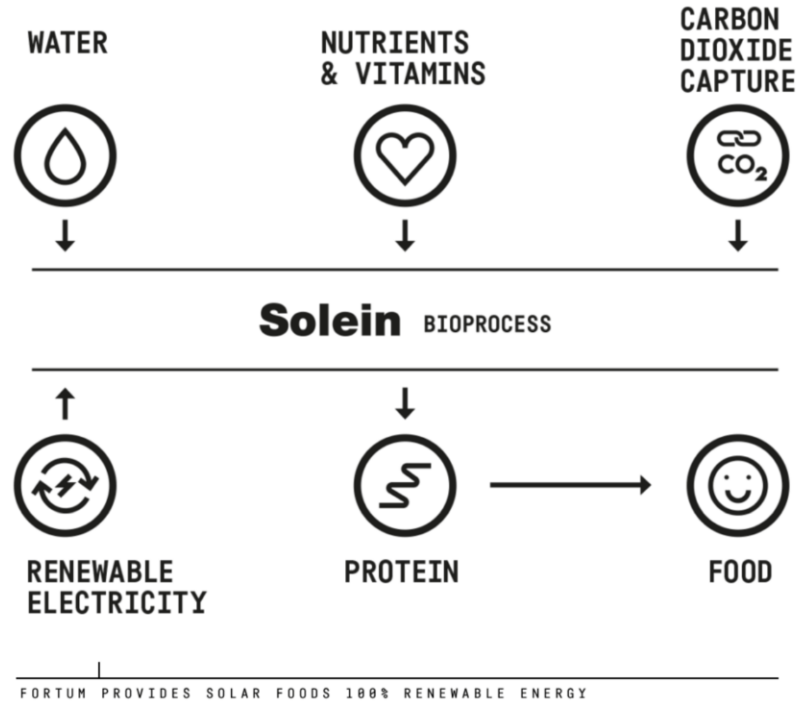 WATER
NUTRIENTS
& VITAMINS
CARBON
DIOXIDE
CAPTURE
CO2
Solein BIOPROCESS
RENEWABLE
ELECTRICITY
PROTEIN
FOOD
FORTUM PROVIDES SOLAR FOODS 100% RENEWABLE ENERGY